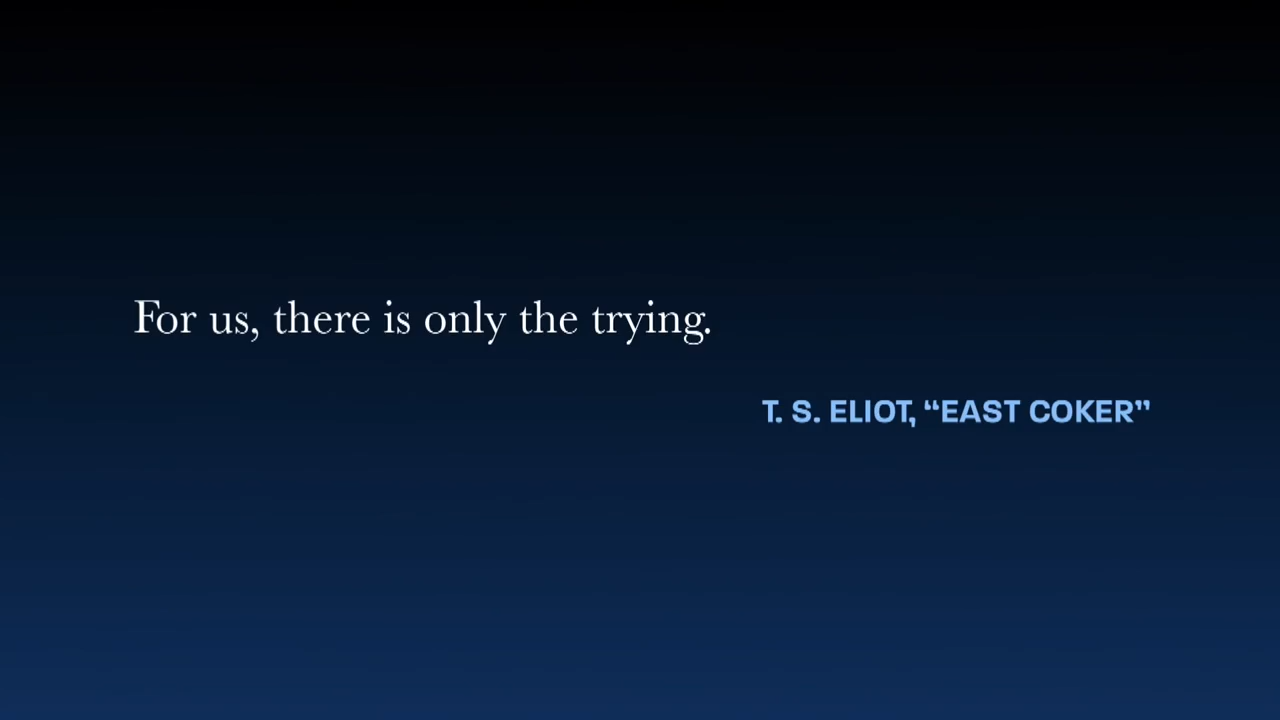 For us, there is only the trying.
T. S. ELIOT, “EAST COKER”